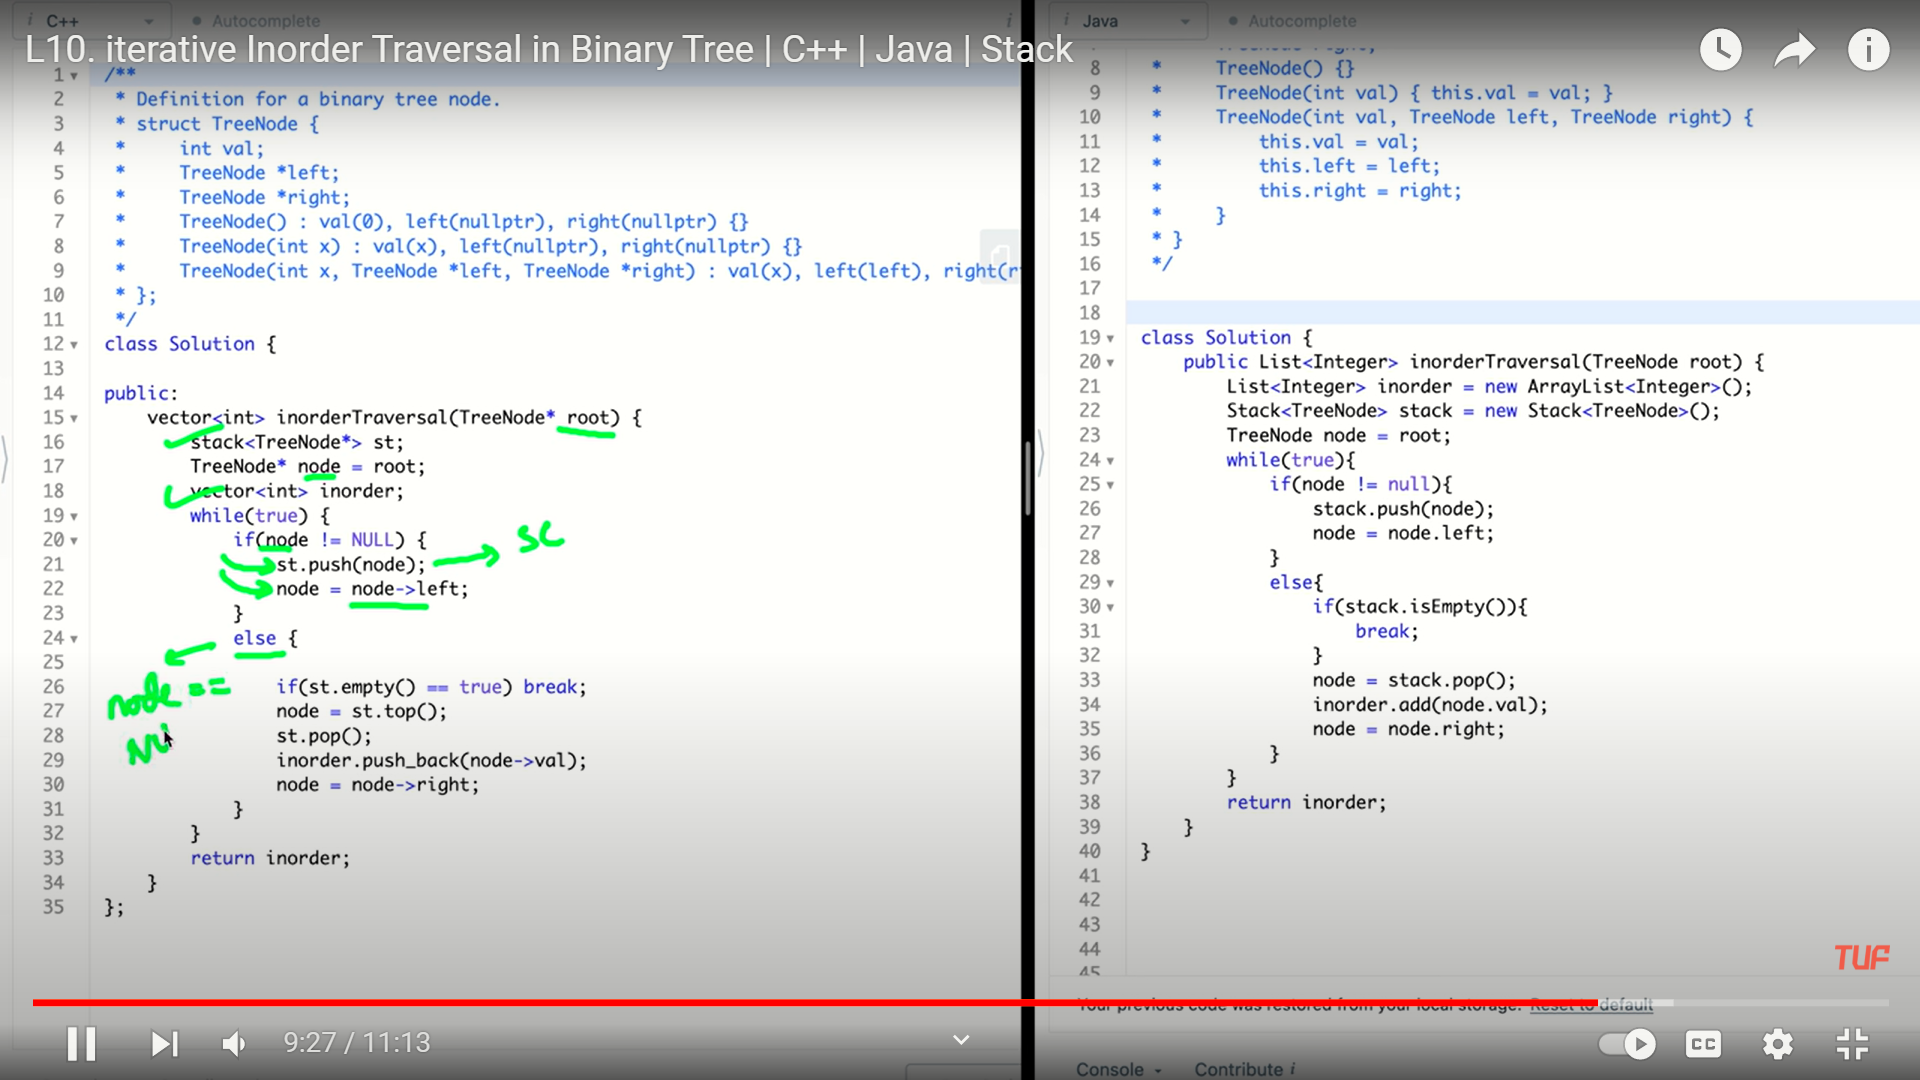 C++
Autocomplete
L10. iterative Inorder Traversal in Binary Tree | C++ | Java | Stack
1 /**
2 * Definition for a binary tree node.
3 * struct TreeNode {
4 *     int val;
5 *     TreeNode *left;
6 *     TreeNode *right;
7 *     TreeNode() : val(0), left(nullptr), right(nullptr) {}
8 *     TreeNode(int x) : val(x), left(nullptr), right(nullptr) {}
9 *     TreeNode(int x, TreeNode *left, TreeNode *right) : val(x), left(left), right(r
10 * };
11 */
12 class Solution {
13
14 public:
15     vector<int> inorderTraversal(TreeNode* root) {
16         stack<TreeNode*> st;
17         TreeNode* node = root;
18         vector<int> inorder;
19         while(true) {
20             if(node != NULL) {
21                 st.push(node);
22                 node = node->left;
23             }
24             else {
25
26                 if(st.empty() == true) break;
27                 node = st.top();
28                 st.pop();
29                 inorder.push_back(node->val);
30                 node = node->right;
31             }
32         }
33         return inorder;
34     }
35 };
node ==
Java
Autocomplete
8 *     TreeNode() {}
9 *     TreeNode(int val) { this.val = val; }
10 *     TreeNode(int val, TreeNode left, TreeNode right) {
11 *         this.val = val;
12 *         this.left = left;
13 *         this.right = right;
14 *     }
15 * }
16 */
17
18
19 class Solution {
20     public List<Integer> inorderTraversal(TreeNode root) {
21         List<Integer> inorder = new ArrayList<Integer>();
22         Stack<TreeNode> stack = new Stack<TreeNode>();
23         TreeNode node = root;
24         while(true){
25             if(node != null){
26                 stack.push(node);
27                 node = node.left;
28             }
29             else{
30                 if(stack.isEmpty()){
31                     break;
32                 }
33                 node = stack.pop();
34                 inorder.add(node.val);
35                 node = node.right;
36             }
37         }
38         return inorder;
39     }
40 }
41
42
43
44
45
TUF
Your previous code was restored from your local storage. Reset to default
9:27 / 11:13
CC
Console
Contribute i